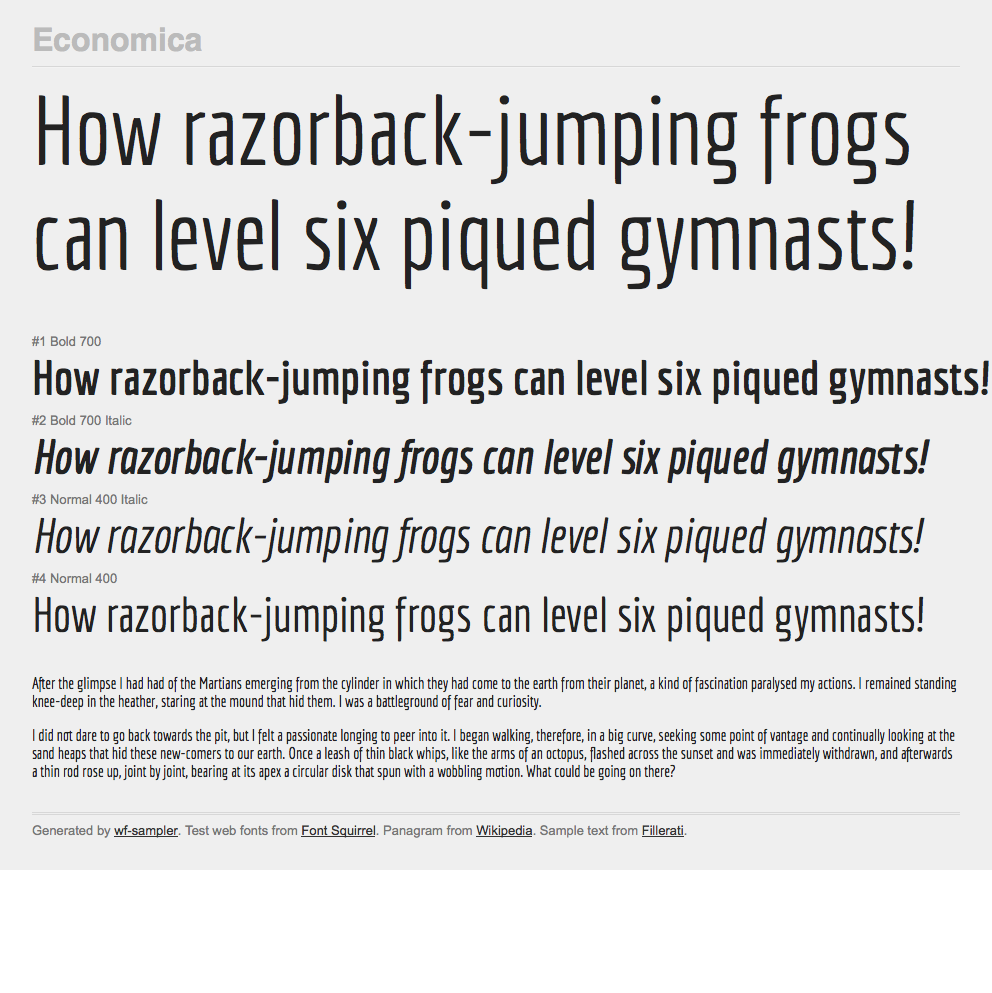 Economica
How razorback-jumping frogs
can level six piqued gymnasts!
#1 Bold 700
How razorback-jumping frogs can level six piqued gymnasts!
#2 Bold 700 Italic
How razorback-jumping frogs can level six piqued gymnasts!
#3 Normal 400 Italic
How razorback-jumping frogs can level six piqued gymnasts!
#4 Normal 400
How razorback-jumping frogs can level six piqued gymnasts!
After the glimpse I had had of the Martians emerging from the cylinder in which they had come to the earth from their planet, a kind of fascination paralysed my actions. I remained standing
knee-deep in the heather, staring at the mound that hid them. I was a battleground of fear and curiosity.
I did not dare to go back towards the pit, but I felt a passionate longing to peer into it. I began walking, therefore, in a big curve, seeking some point of vantage and continually looking at the
sand heaps that hid these new-comers to our earth. Once a leash of thin black whips, like the arms of an octopus, flashed across the sunset and was immediately withdrawn, and afterwards
a thin rod rose up, joint by joint, bearing at its apex a circular disk that spun with a wobbling motion. What could be going on there?
Generated by wf-sampler. Test web fonts from Font Squirrel. Panagram from Wikipedia. Sample text from Fillerati.